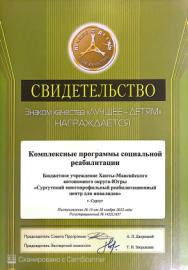 СВИДЕТЕЛЬСТВО
Знаком качества «ЛУЧШЕЕ – ДЕТЯМ»
НАГРАЖДАЕТСЯ
Комплексные программы социальной
реабилитации
Бюджетное учреждение Ханты-Мансийского
автономного округа-Югры
«Сургутский многопрофильный реабилитационный
центр для инвалидов»
г. Сургут
Председатель Совета Программы
Председатель Экспертной комиссии
Сканировано с CamScanner